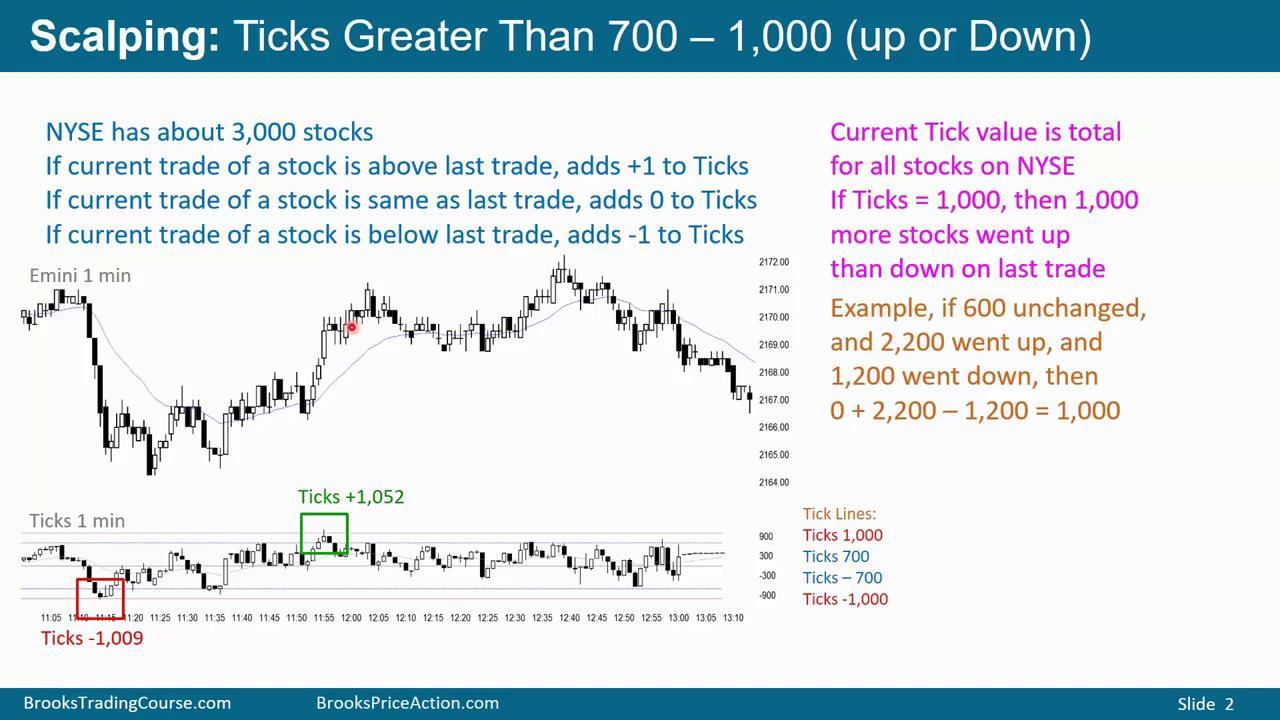 Scalping: Ticks Greater Than 700 – 1,000 (up or Down)
NYSE has about 3,000 stocks
If current trade of a stock is above last trade, adds +1 to Ticks
If current trade of a stock is same as last trade, adds 0 to Ticks
If current trade of a stock is below last trade, adds -1 to Ticks
Current Tick value is total
for all stocks on NYSE
If Ticks = 1,000, then 1,000
more stocks went up
than down on last trade
Example, if 600 unchanged,
and 2,200 went up, and
1,200 went down, then
0 + 2,200 – 1,200 = 1,000
Emini 1 min
2172.00
2171.00
2170.00
2169.00
2168.00
2167.00
2166.00
2165.00
2164.00
Ticks +1,052
Ticks 1 min
900
300
-300
-900
11:05 11:10 11:15 11:20 11:25 11:30 11:35 11:40 11:45 11:50 11:55 12:00 12:05 12:10 12:15 12:20 12:25 12:30 12:35 12:40 12:45 12:50 12:55 13:00 13:05 13:10
Ticks -1,009
Tick Lines:
Ticks 1,000
Ticks 700
Ticks – 700
Ticks -1,000
BrooksTradingCourse.com
BrooksPriceAction.com
Slide 2